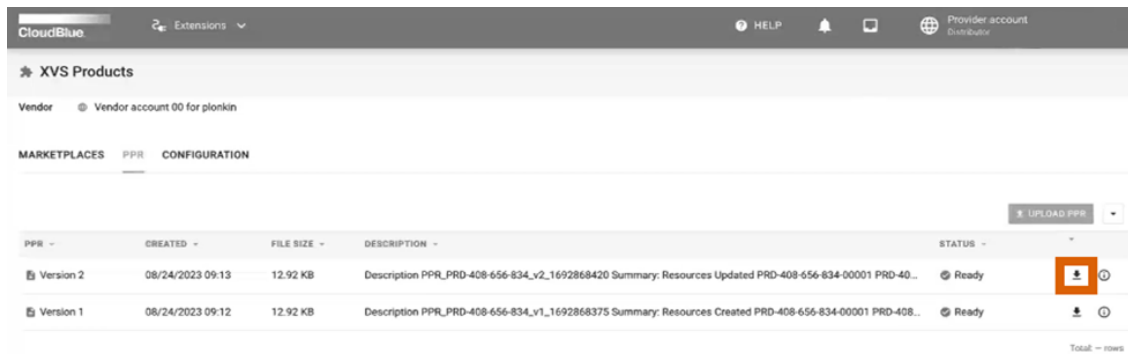 CloudBlue Extensions HELP Provider account
Distributor
XVS Products
Vendor Vendor account 00 for plonkin
MARKETPLACES PPR CONFIGURATION
UPLOAD PPR
PPR CREATED FILE SIZE DESCRIPTION STATUS
Version 2 08/24/2023 09:13 12.92 KB Description PPR_PRD-408-656-834_v2_1692868420 Summary: Resources Updated PRD-408-656-834-00001 PRD-40... Ready
Version 1 08/24/2023 09:12 12.92 KB Description PPR_PRD-408-656-834_v1_1692868375 Summary: Resources Created PRD-408-656-834-00001 PRD-408... Ready
Total: — rows